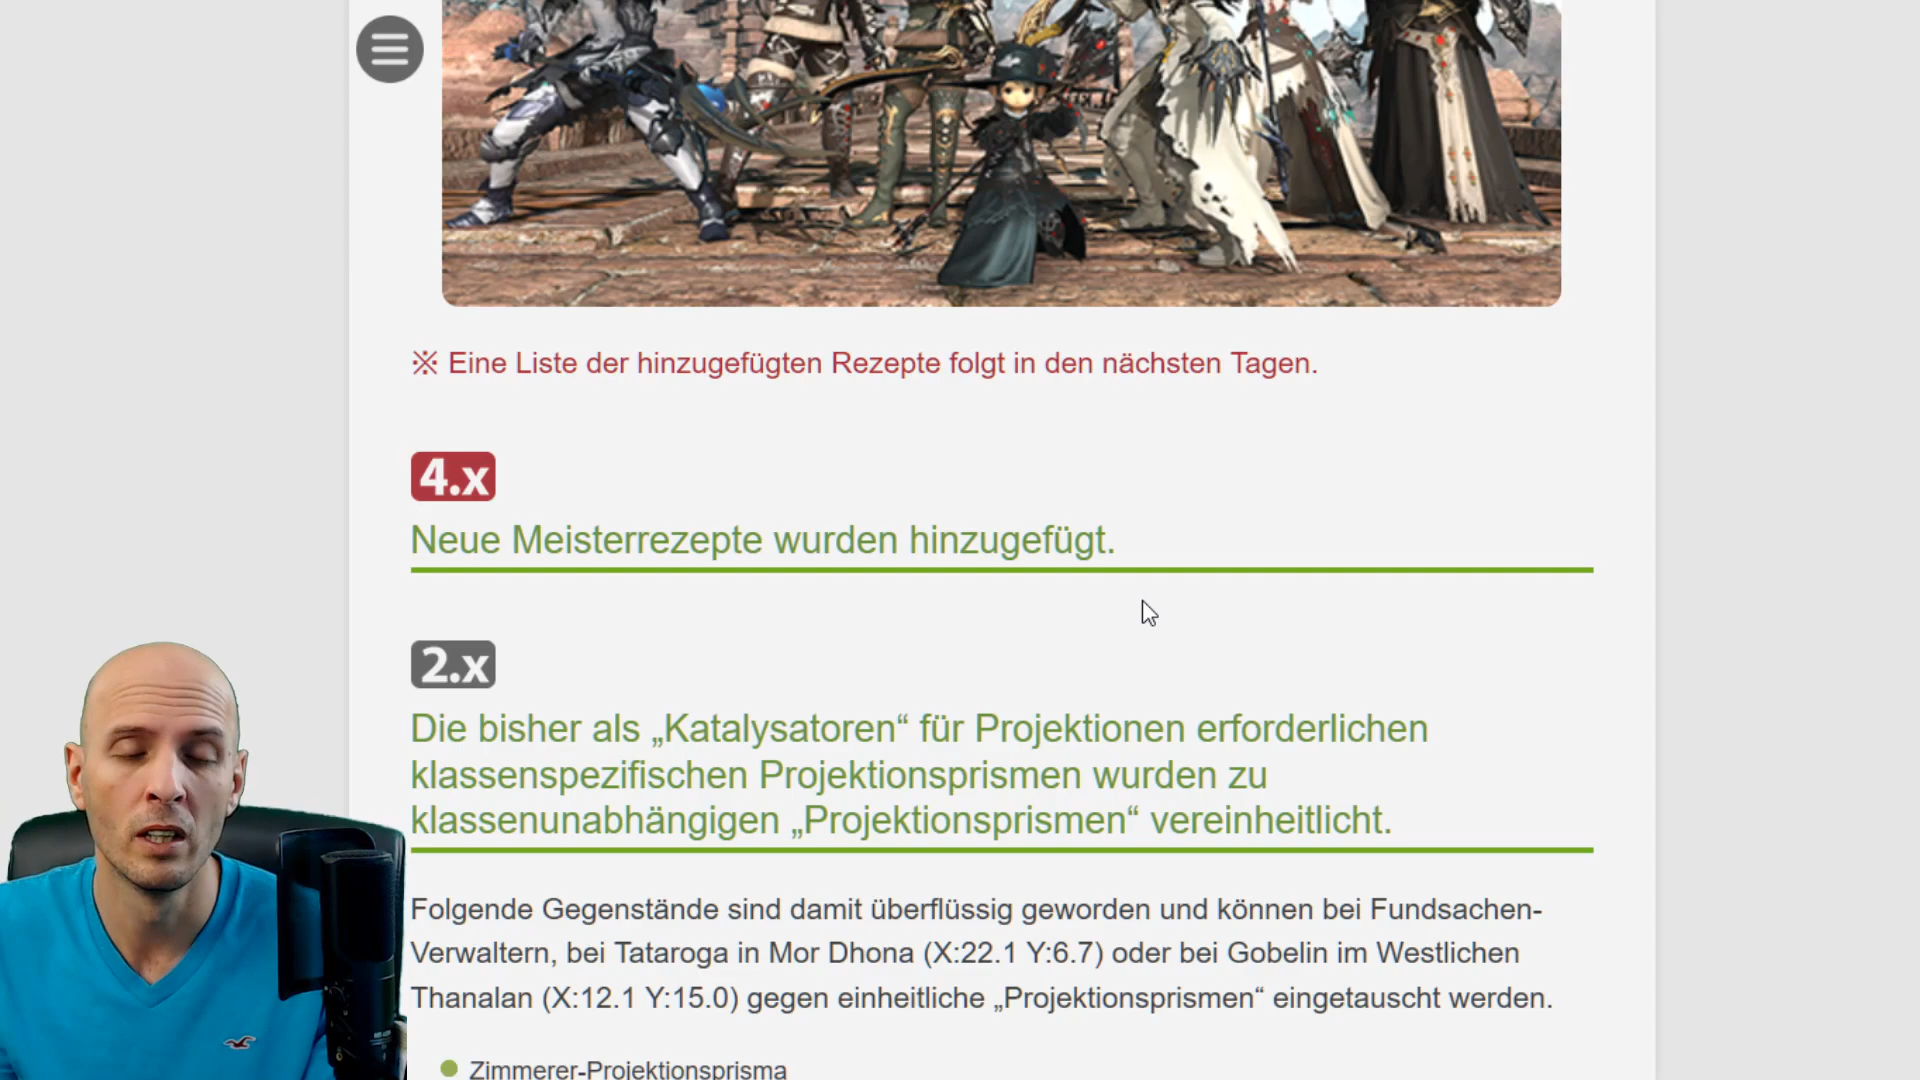 ※ Eine Liste der hinzugefügten Rezepte folgt in den nächsten Tagen.
4.x
Neue Meisterrezepte wurden hinzugefügt.
2.x
Die bisher als „Katalysatoren“ für Projektionen erforderlichen
klassenspezifischen Projektionsprismen wurden zu
klassenunabhängigen „Projektionsprismen“ vereinheitlicht.
Folgende Gegenstände sind damit überflüssig geworden und können bei Fundsachen-
Verwaltern, bei Tataroga in Mor Dhona (X:22.1 Y:6.7) oder bei Gobelin im Westlichen
Thanalan (X:12.1 Y:15.0) gegen einheitliche „Projektionsprismen“ eingetauscht werden.
Zimmerer-Projektionsprisma